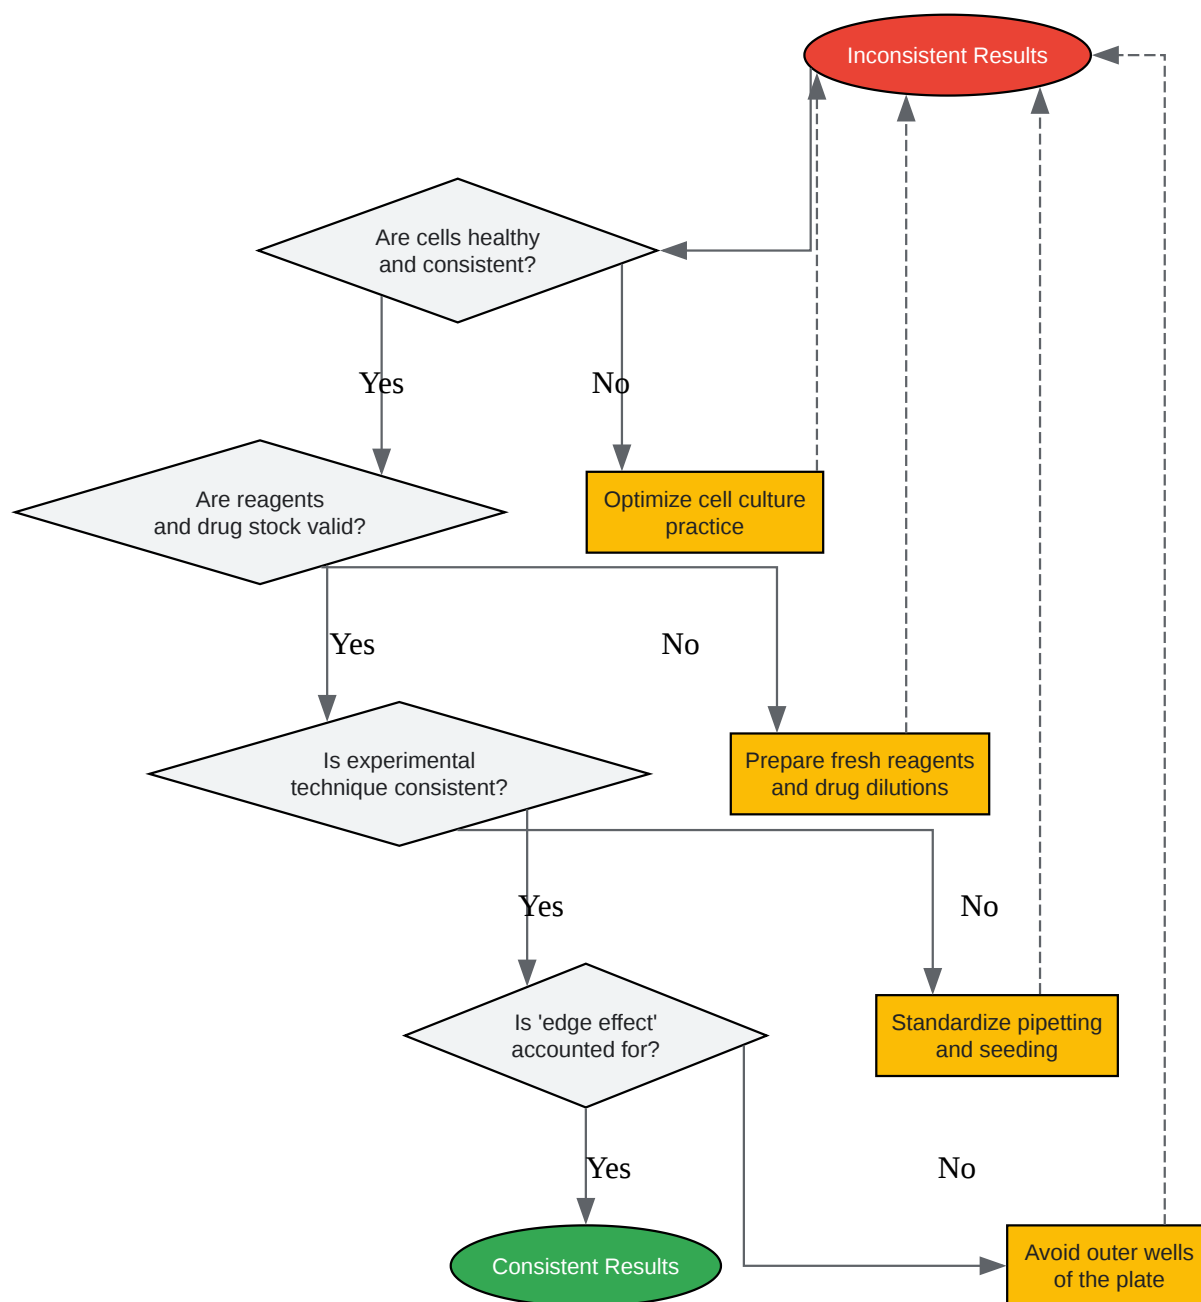 Inconsistent Results
Are cells healthy
and consistent?
Yes
No
Are reagents
and drug stock valid?
Optimize cell culture
practice
Yes
No
Is experimental
technique consistent?
Prepare fresh reagents
and drug dilutions
Yes
No
Is 'edge effect'
accounted for?
Standardize pipetting
and seeding
Yes
No
Consistent Results
Avoid outer wells
of the plate